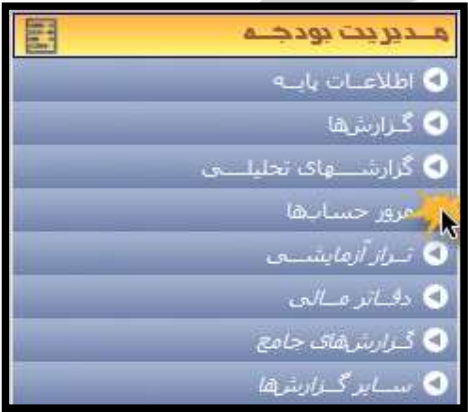 مدیریت بودجه
اطلاعات پایه
گزارش‌ها
گزارشهای تحلیلی
مرور حساب‌ها
تراز آزمایشی
دفاتر مالی
گزارش‌های جامع
سایر گزارش‌ها